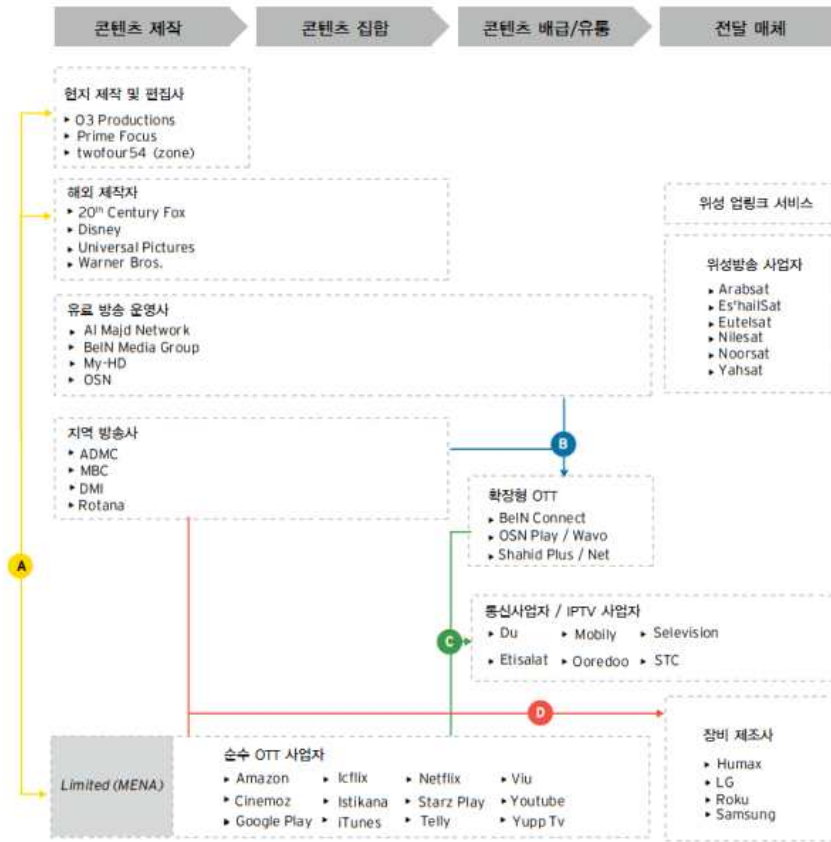 콘텐츠 제작
콘텐츠 집합
콘텐츠 배급/유통
전달 매체
현지 제작 및 편집사
▸ O3 Productions
▸ Prime Focus
▸ twofour54 (zone)
해외 제작자
▸ 20th Century Fox
▸ Disney
▸ Universal Pictures
▸ Warner Bros.
위성 업링크 서비스
위성방송 사업자
▸ Arabsat
▸ Es'hailSat
▸ Eutelsat
▸ Nilesat
▸ Noorsat
▸ Yahsat
유료 방송 운영사
▸ Al Majd Network
▸ BeIN Media Group
▸ My-HD
▸ OSN
지역 방송사
▸ ADMC
▸ MBC
▸ DMI
▸ Rotana
B
확장형 OTT
▸ BeIN Connect
▸ OSN Play / Wavo
▸ Shahid Plus / Net
A
C
통신사업자 / IPTV 사업자
▸ Du ▸ Mobily ▸ Selevision
▸ Etisalat ▸ Ooredoo ▸ STC
D
장비 제조사
▸ Humax
▸ LG
▸ Roku
▸ Samsung
Limited (MENA)
순수 OTT 사업자
▸ Amazon ▸ Icflix ▸ Netflix ▸ Viu
▸ Cinemoz ▸ Istikana ▸ Starz Play ▸ Youtube
▸ Google Play ▸ iTunes ▸ Telly ▸ Yupp Tv